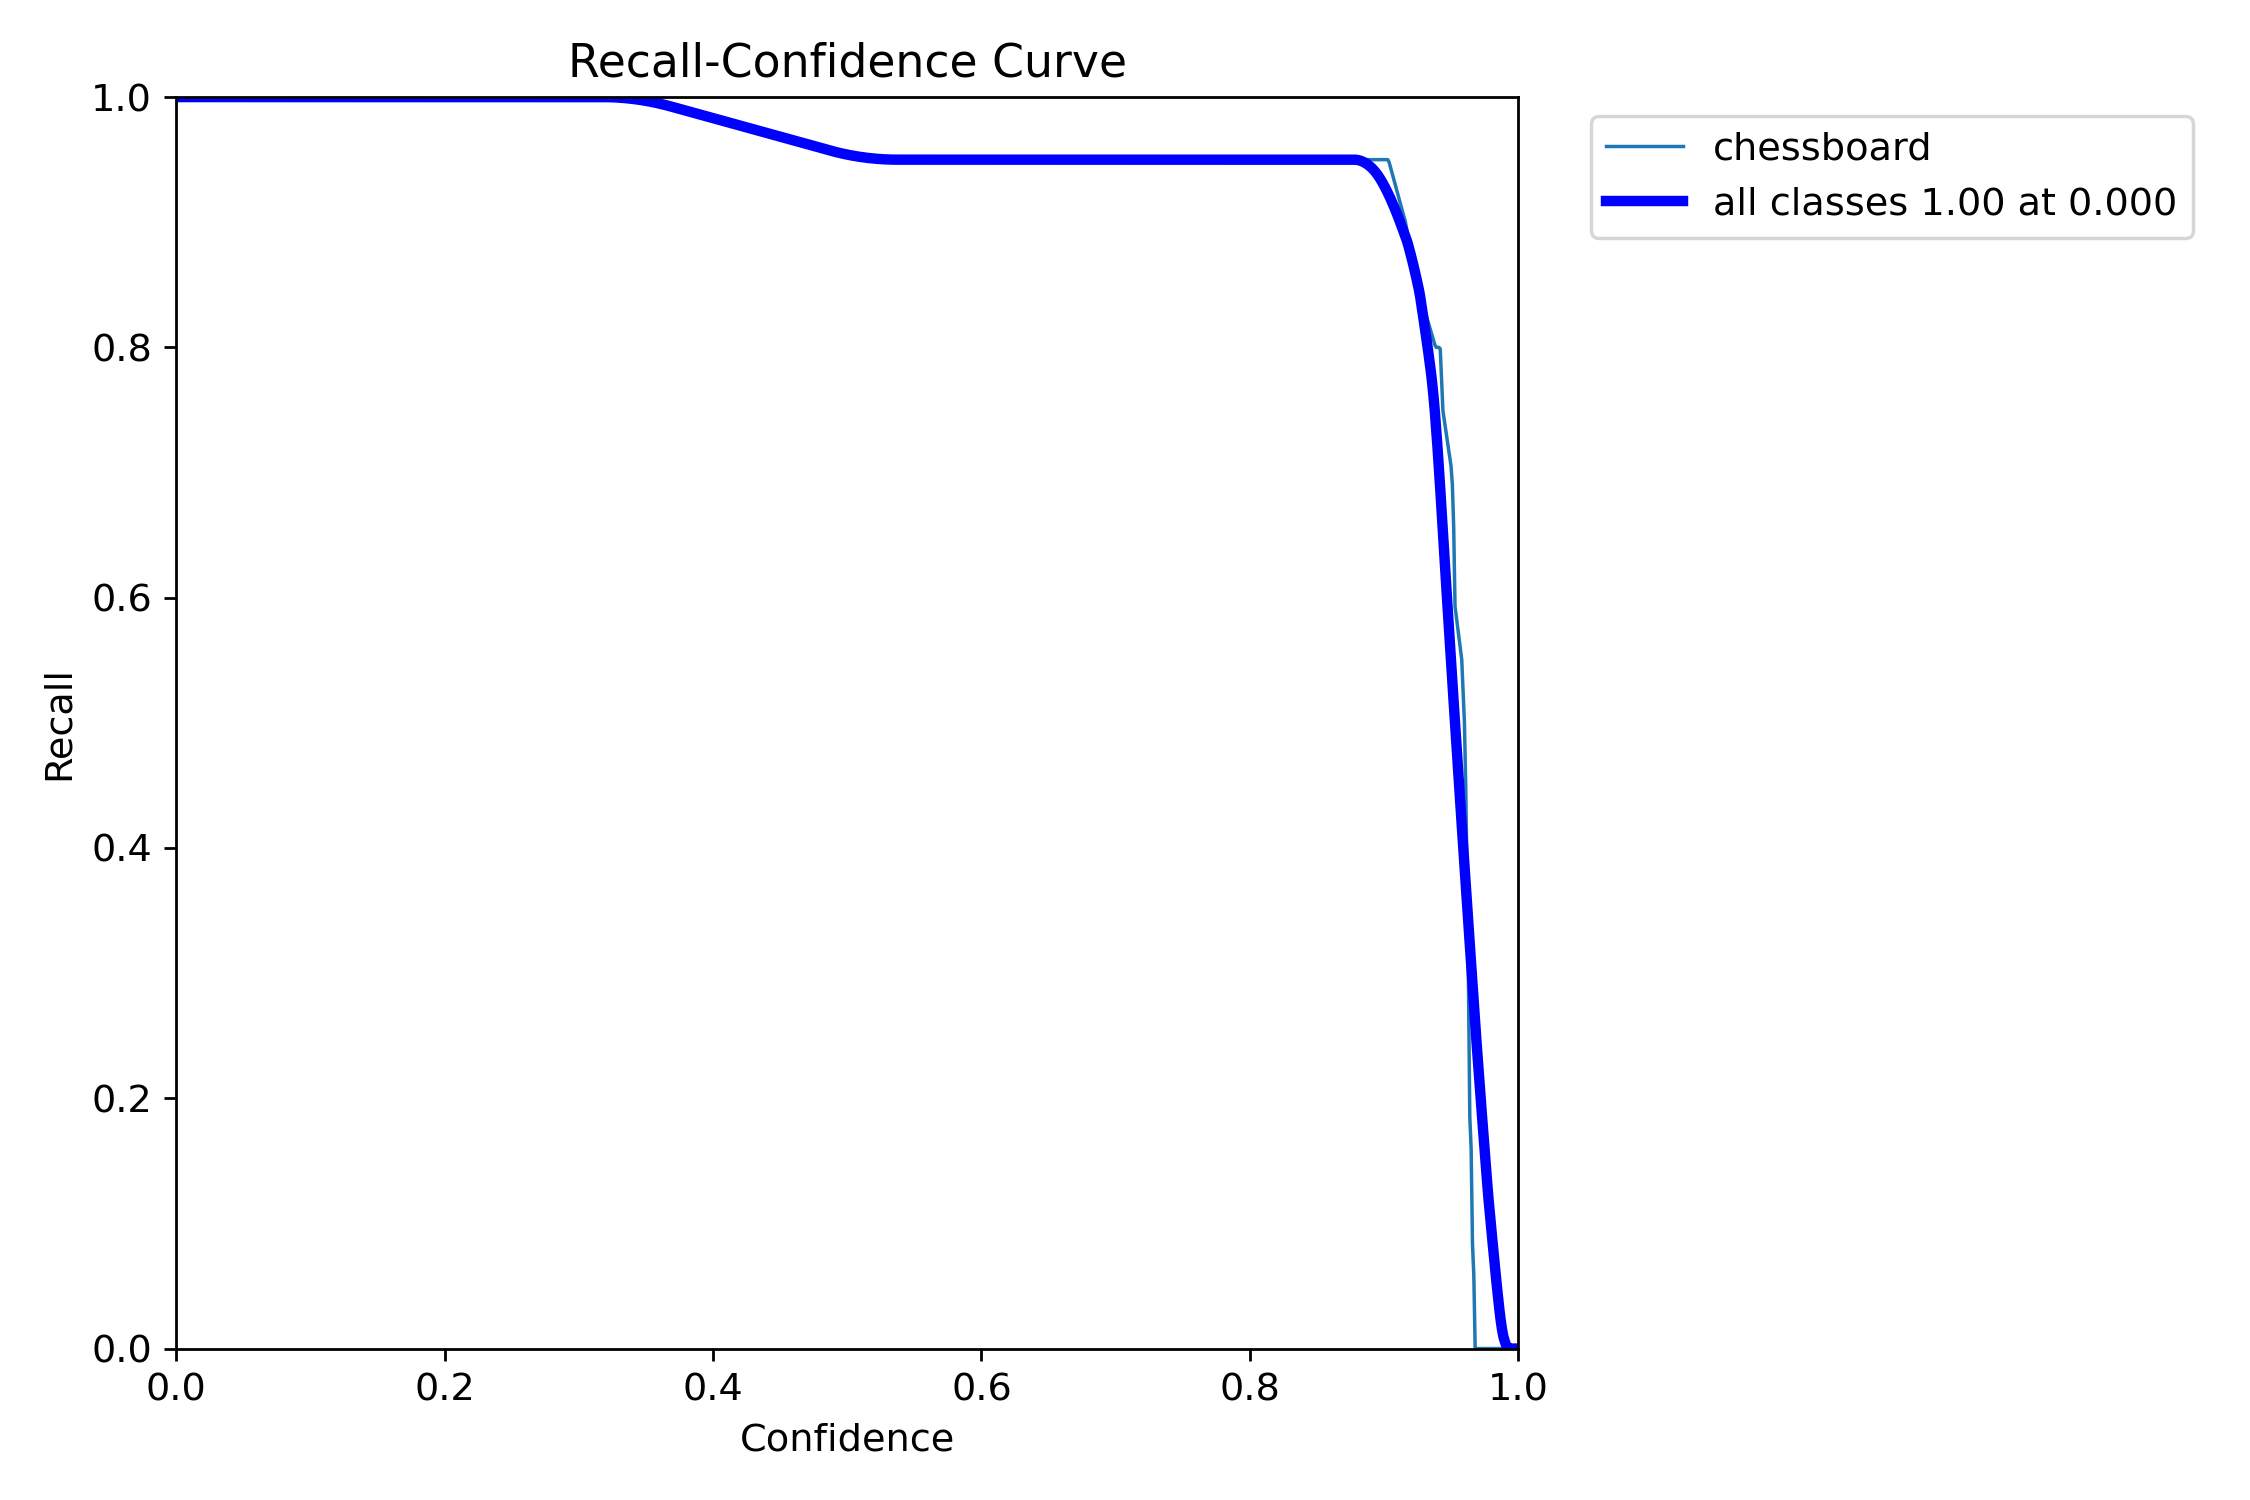 Recall-Confidence Curve
1.0
0.8
0.6
0.4
0.2
0.0
Recall
0.0 0.2 0.4 0.6 0.8 1.0
Confidence
chessboard
all classes 1.00 at 0.000